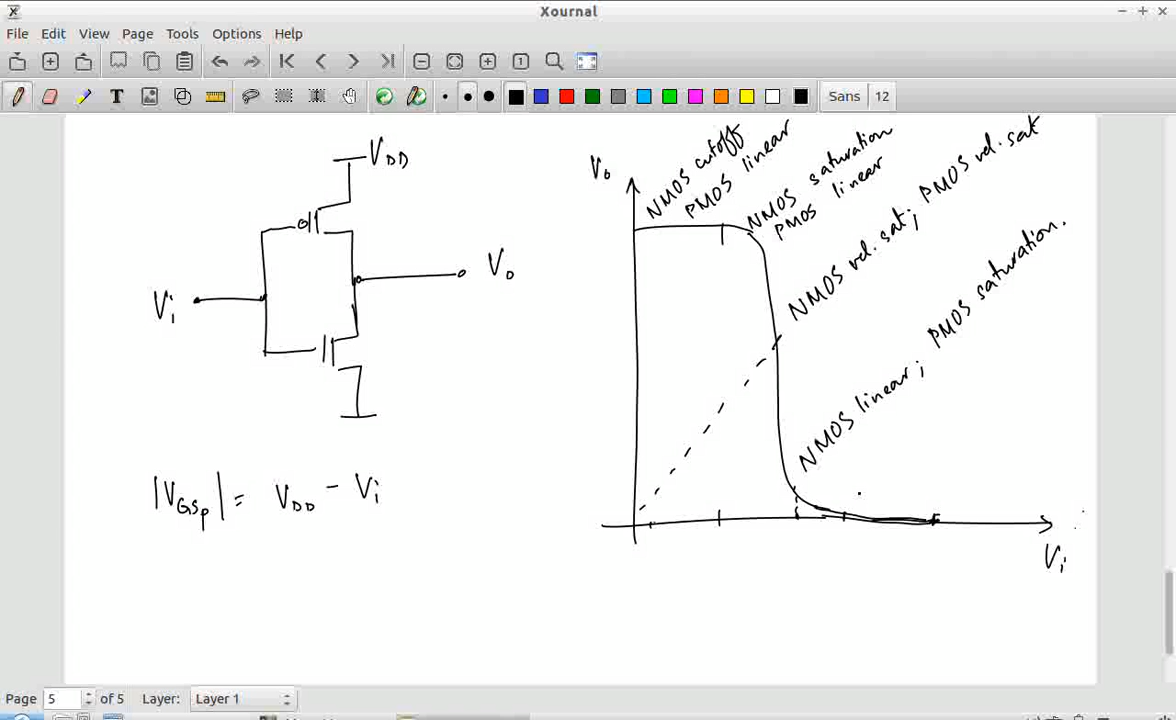 Xournal
File Edit View Page Tools Options Help
Sans 12
VDD
Vi
Vo
|VGSp| = VDD - Vi
Vo
NMOS cutoff
PMOS linear
NMOS saturation
PMOS linear
NMOS vel. sat; PMOS vel. sat
NMOS linear; PMOS saturation.
Vi
Page 5 of 5 Layer: Layer 1